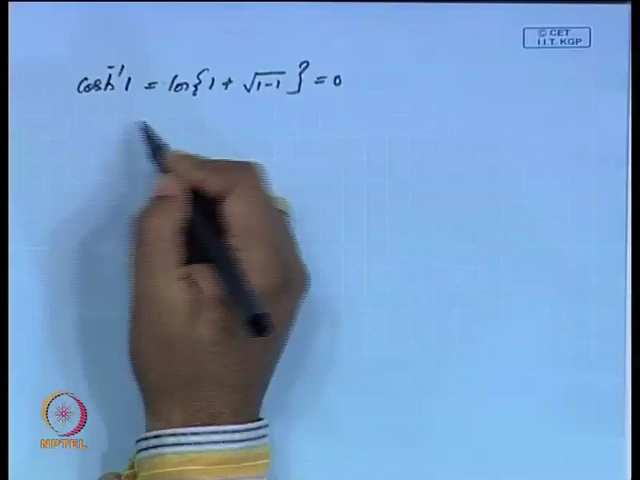 © CET
I.I.T. KGP
cosh⁻¹1 = log{1 + √1-1} = 0
NPTEL